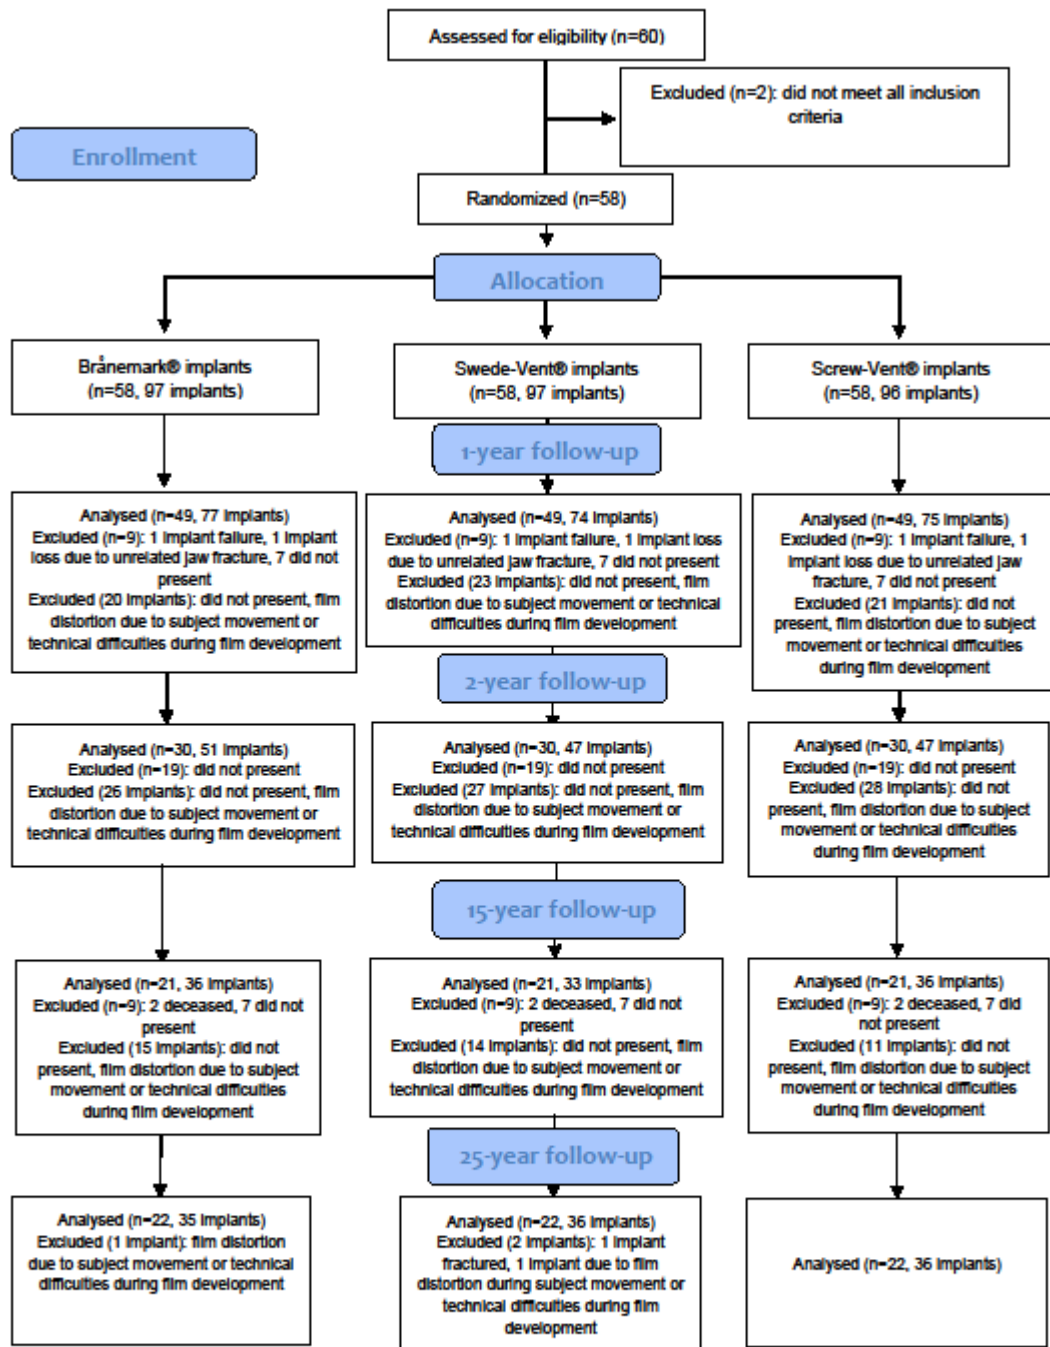 Assessed for eligibility (n=60)
Excluded (n=2): did not meet all inclusion
criteria
Enrollment
Randomized (n=58)
Allocation
Brånemark® implants
(n=58, 97 implants)
Swede-Vent® implants
(n=58, 97 implants)
Screw-Vent® implants
(n=58, 96 implants)
1-year follow-up
Analysed (n=49, 77 implants)
Excluded (n=9): 1 implant failure, 1 implant
loss due to unrelated jaw fracture, 7 did not
present
Excluded (20 implants): did not present, film
distortion due to subject movement or
technical difficulties during film development
Analysed (n=49, 74 implants)
Excluded (n=9): 1 implant failure, 1 implant loss
due to unrelated jaw fracture, 7 did not present
Excluded (23 implants): did not present, film
distortion due to subject movement or
technical difficulties during film development
Analysed (n=49, 75 implants)
Excluded (n=9): 1 implant failure, 1
implant loss due to unrelated jaw
fracture, 7 did not present
Excluded (21 implants): did not
present, film distortion due to subject
movement or technical difficulties
during film development
2-year follow-up
Analysed (n=30, 51 implants)
Excluded (n=19): did not present
Excluded (26 implants): did not present, film
distortion due to subject movement or
technical difficulties during film development
Analysed (n=30, 47 implants)
Excluded (n=19): did not present
Excluded (27 implants): did not present, film
distortion due to subject movement or
technical difficulties during film development
Analysed (n=30, 47 implants)
Excluded (n=19): did not present
Excluded (28 implants): did not
present, film distortion due to subject
movement or technical difficulties
during film development
15-year follow-up
Analysed (n=21, 36 implants)
Excluded (n=9): 2 deceased, 7 did not
present
Excluded (15 implants): did not
present, film distortion due to subject
movement or technical difficulties
during film development
Analysed (n=21, 33 implants)
Excluded (n=9): 2 deceased, 7 did not
present
Excluded (14 implants): did not present, film
distortion due to subject movement or
technical difficulties during film development
Analysed (n=21, 36 implants)
Excluded (n=9): 2 deceased, 7 did
not present
Excluded (11 implants): did not
present, film distortion due to subject
movement or technical difficulties
during film development
25-year follow-up
Analysed (n=22, 35 implants)
Excluded (1 implant): film distortion
due to subject movement or technical
difficulties during film development
Analysed (n=22, 36 implants)
Excluded (2 implants): 1
implant fractured, 1 implant due to film
distortion during subject movement or
technical difficulties during film
development
Analysed (n=22, 36 implants)